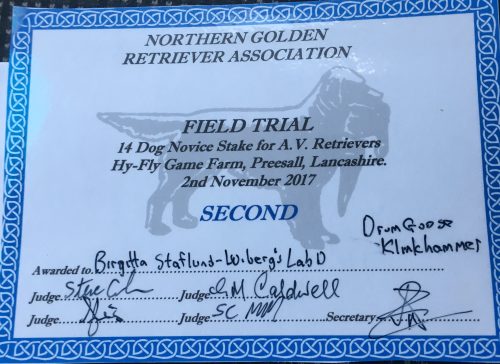 NORTHERN GOLDEN
RETRIEVER ASSOCIATION
FIELD TRIAL
14 Dog Novice Stake for A.V. Retrievers
Hy-Fly Game Farm, Preesall, Lancashire.
2nd November 2017
SECOND
Drumgoose
Klinkhammer
Awarded to Birgitta Staflund-Wiberg's Lab D
Judge Steve Judge M. Caldwell
Judge Judge Secretary